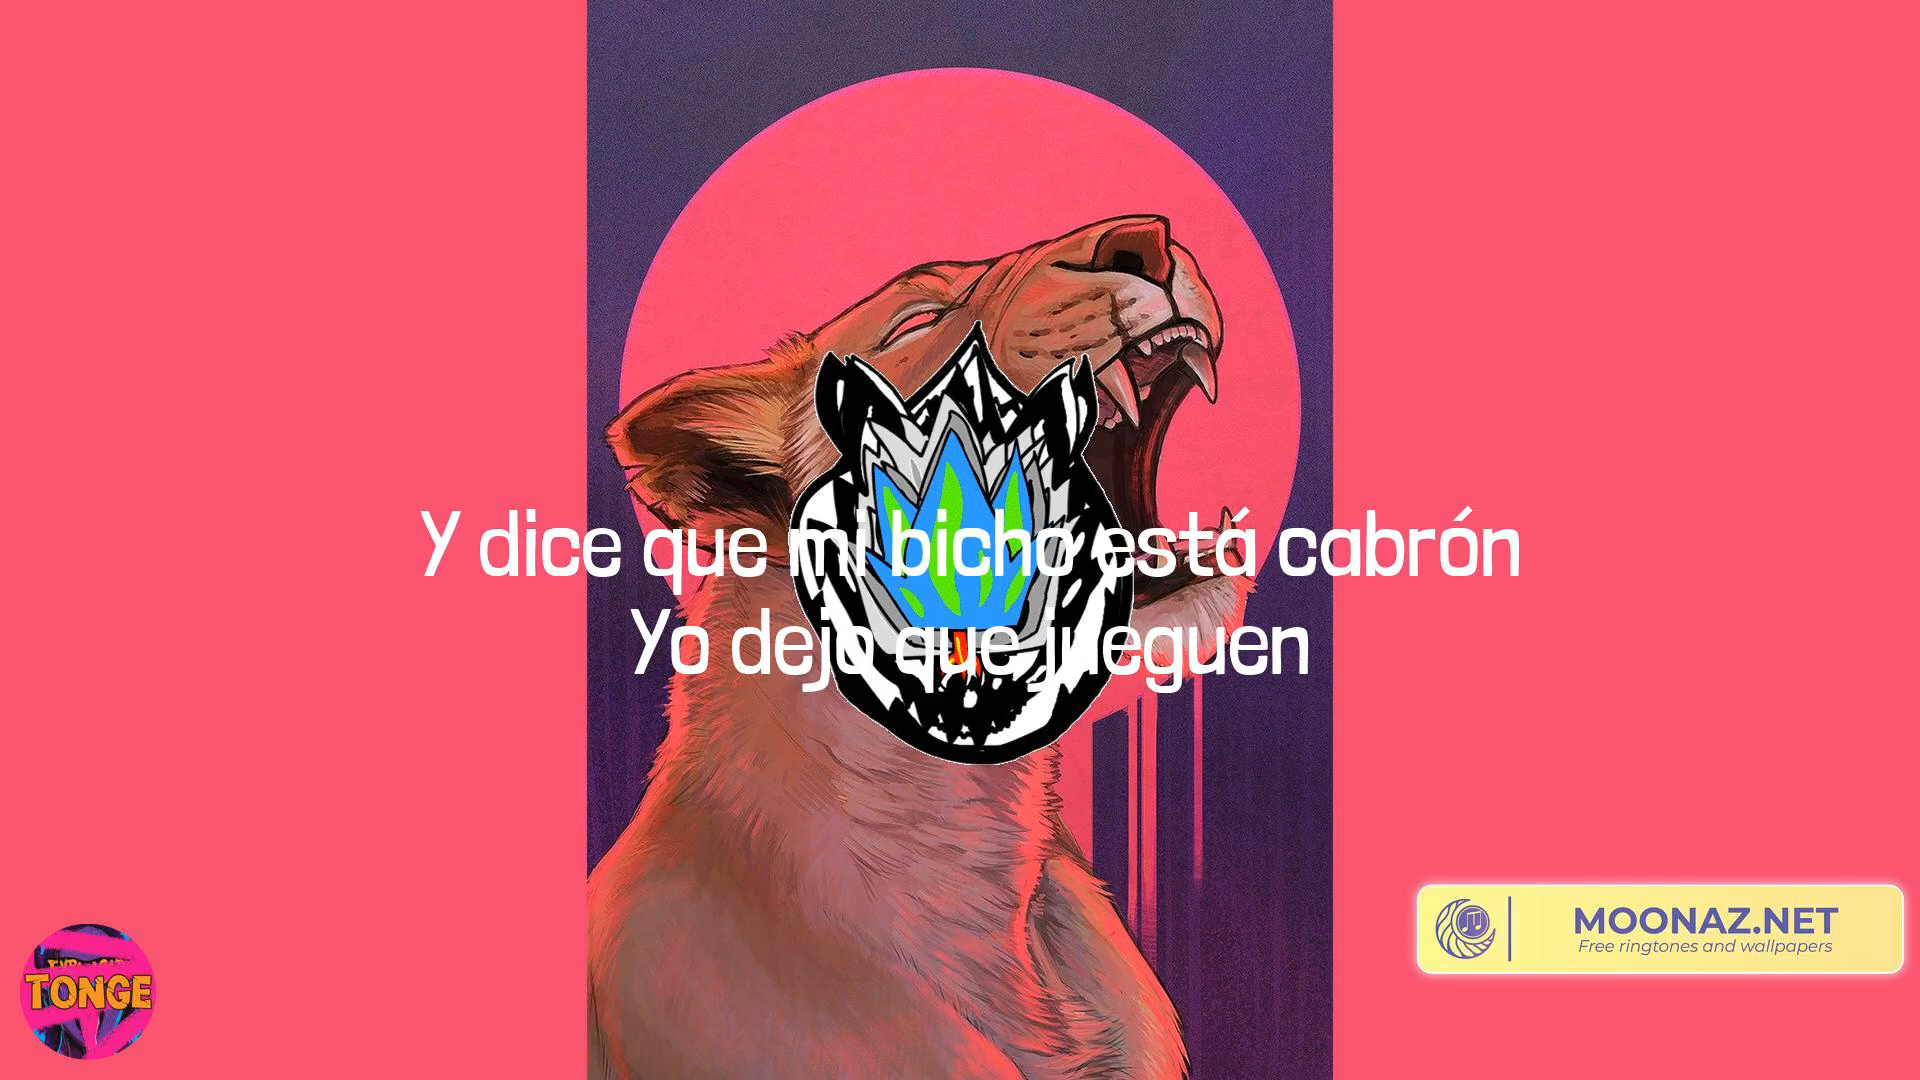 Y dice que mi bicho está cabrón
Yo dejo que jueguen
TONGE
MOONAZ.NET
Free ringtones and wallpapers